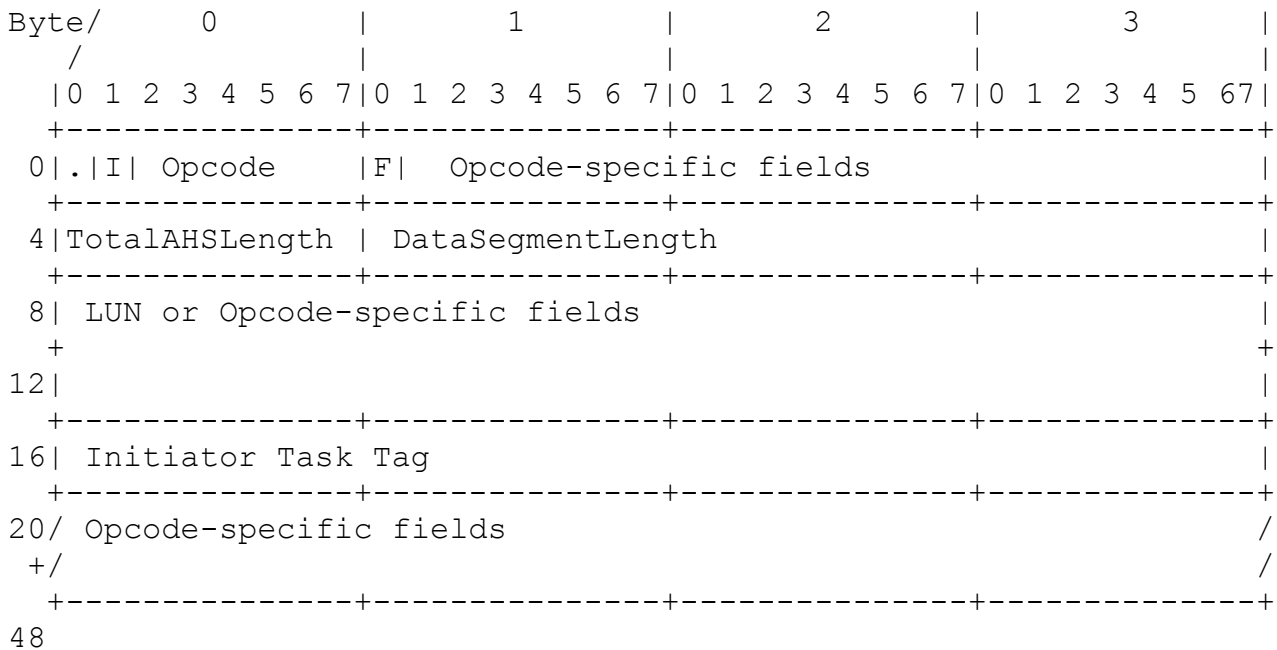 Byte/     0       |       1       |       2       |       3       |
   /              |               |               |               |
  |0 1 2 3 4 5 6 7|0 1 2 3 4 5 6 7|0 1 2 3 4 5 6 7|0 1 2 3 4 5 67|
  +---------------+---------------+---------------+--------------+
 0|.|I| Opcode    |F|  Opcode-specific fields                    |
  +---------------+---------------+---------------+--------------+
 4|TotalAHSLength | DataSegmentLength                            |
  +---------------+---------------+---------------+--------------+
 8| LUN or Opcode-specific fields                                |
  +                                                              +
12|                                                              |
  +---------------+---------------+---------------+--------------+
16| Initiator Task Tag                                           |
  +---------------+---------------+---------------+--------------+
20/ Opcode-specific fields                                       /
 +/                                                              /
  +---------------+---------------+---------------+--------------+
48